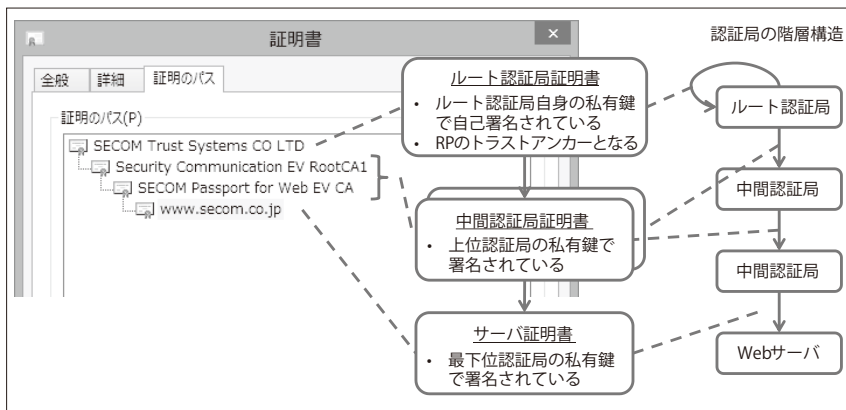 証明書
全般
詳細
証明のパス
証明のパス(P)
SECOM Trust Systems CO LTD
Security Communication EV RootCA1
SECOM Passport for Web EV CA
www.secom.co.jp
ルート認証局証明書
・ ルート認証局自身の私有鍵
で自己署名されている
・ RPのトラストアンカーとなる
中間認証局証明書
・ 上位認証局の私有鍵で
署名されている
サーバ証明書
・ 最下位認証局の私有鍵
で署名されている
認証局の階層構造
ルート認証局
中間認証局
中間認証局
Webサーバ